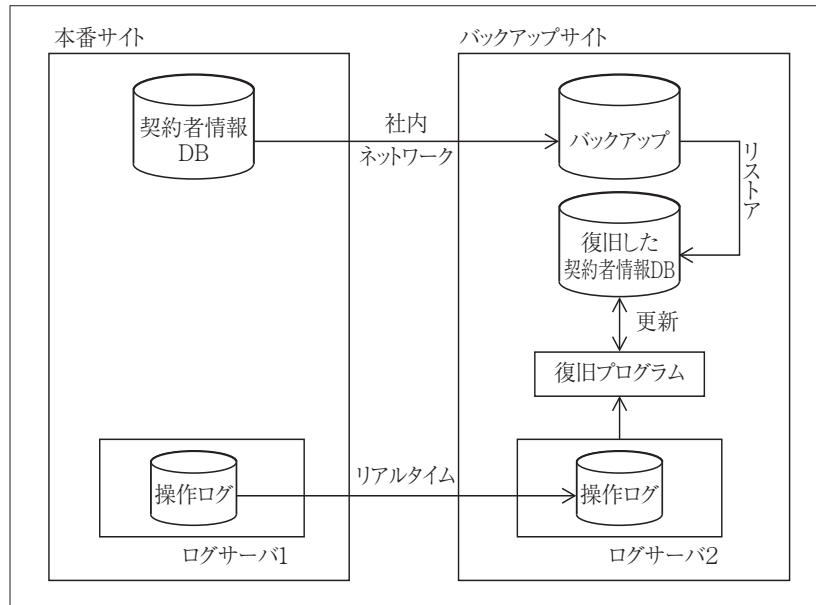 本番サイト
バックアップサイト
契約者情報
DB
社内
ネットワーク
バックアップ
リストア
復旧した
契約者情報DB
更新
復旧プログラム
操作ログ
リアルタイム
操作ログ
ログサーバ1
ログサーバ2